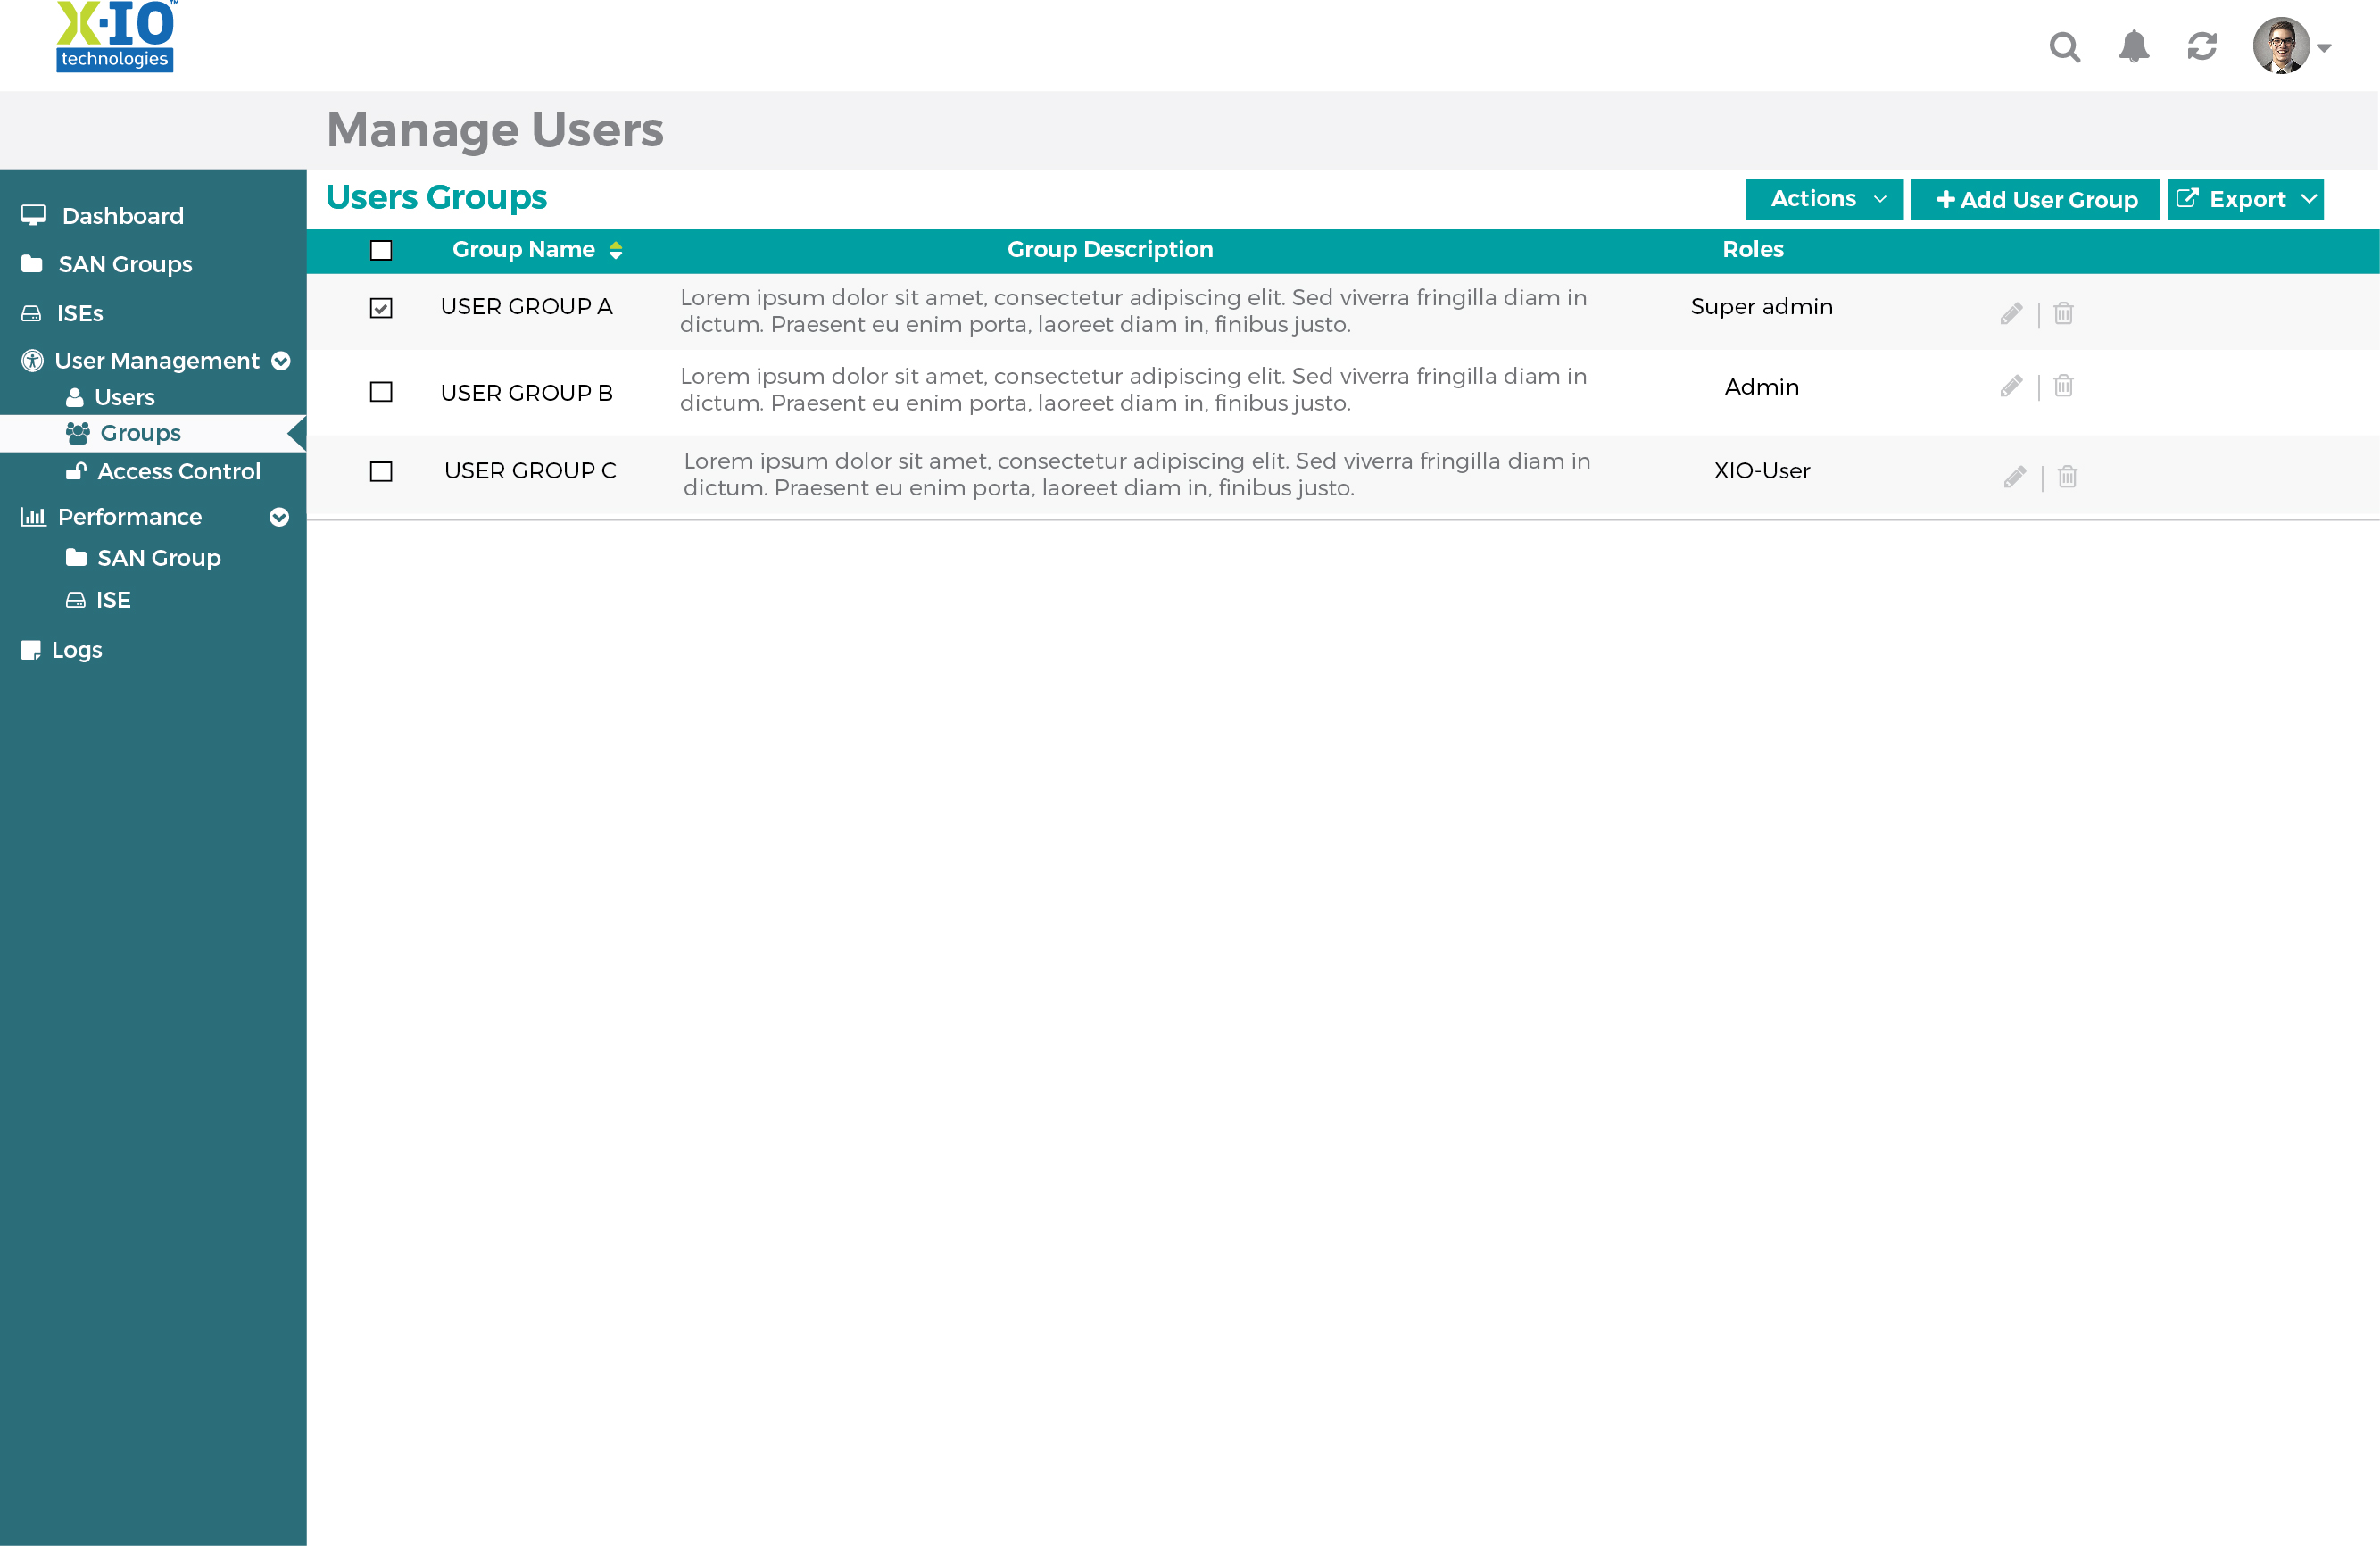 X-IO™
technologies
Manage Users
Dashboard
SAN Groups
ISEs
User Management
Users
Groups
Access Control
Performance
SAN Group
ISE
Logs
Users Groups
Actions
Add User Group
Export
Group Name
Group Description
Roles
USER GROUP A
Lorem ipsum dolor sit amet, consectetur adipiscing elit. Sed viverra fringilla diam in
dictum. Praesent eu enim porta, laoreet diam in, finibus justo.
Super admin
USER GROUP B
Lorem ipsum dolor sit amet, consectetur adipiscing elit. Sed viverra fringilla diam in
dictum. Praesent eu enim porta, laoreet diam in, finibus justo.
Admin
USER GROUP C
Lorem ipsum dolor sit amet, consectetur adipiscing elit. Sed viverra fringilla diam in
dictum. Praesent eu enim porta, laoreet diam in, finibus justo.
XIO-User